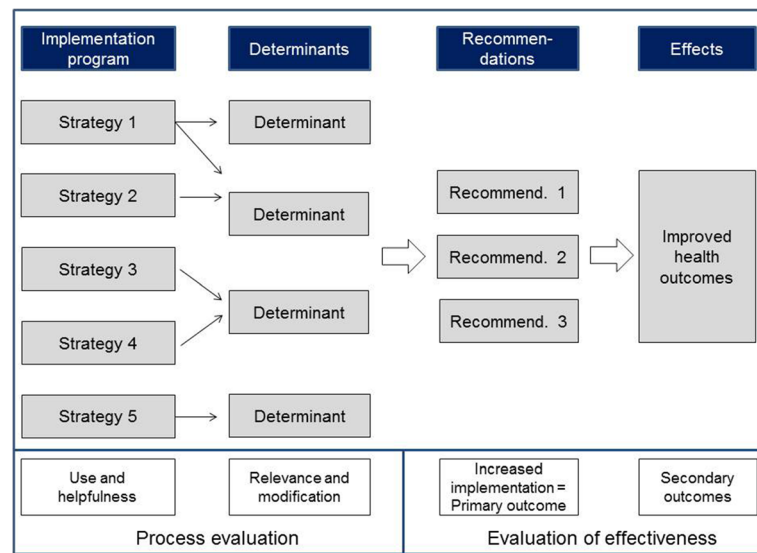 Implementation
program
Determinants
Recommen-
dations
Effects
Strategy 1
Determinant
Strategy 2
Determinant
Recommend. 1
Strategy 3
Recommend. 2
Improved
health
outcomes
Strategy 4
Determinant
Recommend. 3
Strategy 5
Determinant
Use and
helpfulness
Relevance and
modification
Increased
implementation =
Primary outcome
Secondary
outcomes
Process evaluation
Evaluation of effectiveness